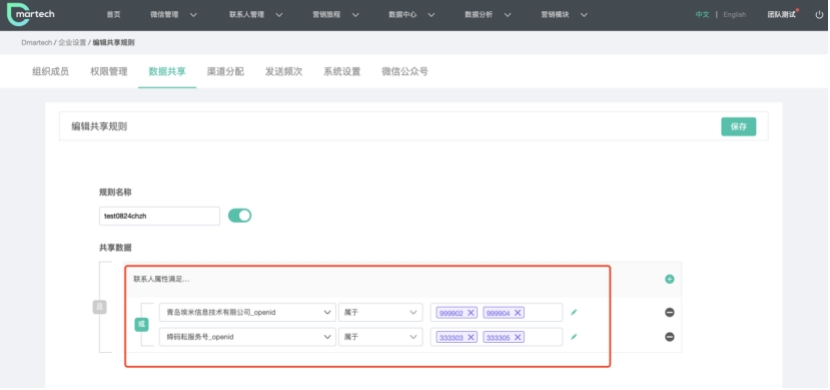 Dmartech
首页 微信管理 联系人管理 营销旅程 数据中心 数据分析 营销模块 中文 | English 团队测试
Dmartech / 企业设置 / 编辑共享规则
组织成员 权限管理 数据共享 渠道分配 发送频次 系统设置 微信公众号
编辑共享规则 保存
规则名称
test0824chzh
共享数据
联系人属性满足...
且
或
青岛埃米信息技术有限公司_openid 属于 999902 X 999904 X
蜂码粒服务号_openid 属于 333303 X 333305 X